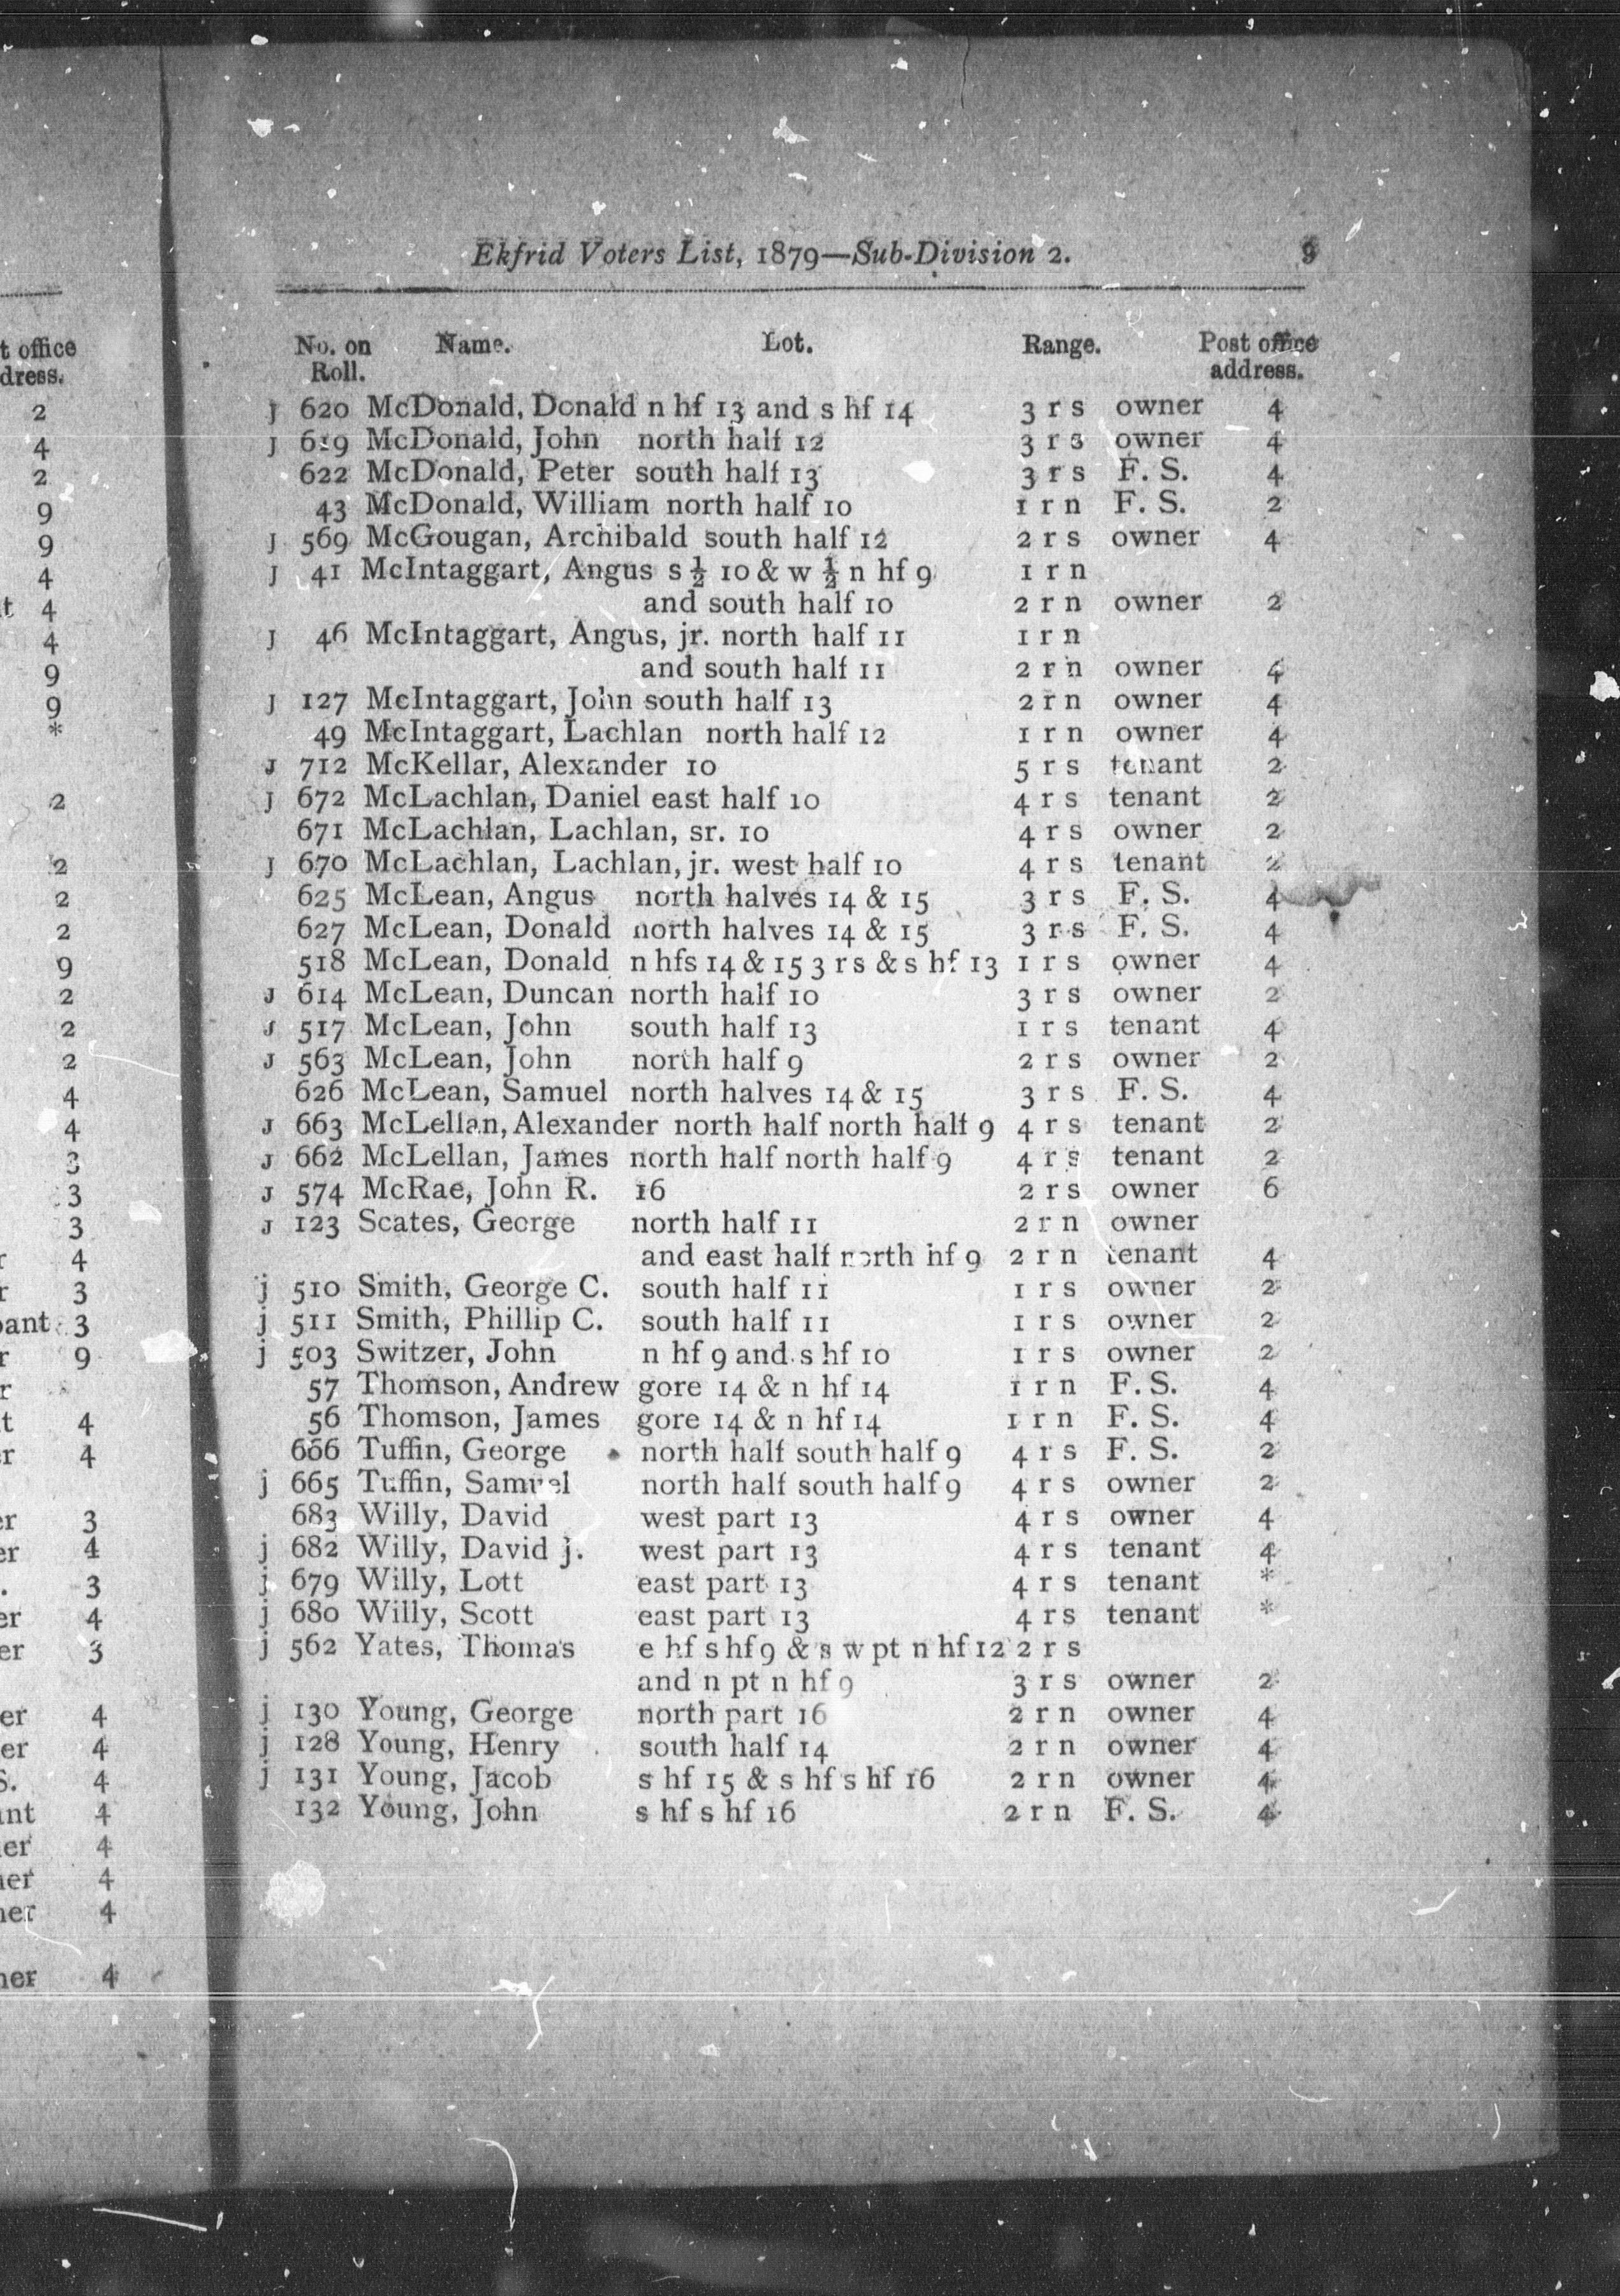 Ekfrid Voters List, 1879—Sub-Division 2. 9
No. on Name. Lot. Range. Post office
Roll. address.
J 620 McDonald, Donald n hf 13 and s hf 14 3 r s owner 4
J 619 McDonald, John north half 12 3 r s owner 4
622 McDonald, Peter south half 13 3 r s F. S. 4
43 McDonald, William north half 10 1 r n F. S. 2
J 569 McGougan, Archibald south half 12 2 r s owner 4
J 41 McIntaggart, Angus s ½ 10 & w ½ n hf 9 1 r n
and south half 10 2 r n owner 2
J 46 McIntaggart, Angus, jr. north half 11 1 r n
and south half 11 2 r n owner 4
J 127 McIntaggart, John south half 13 2 r n owner 4
49 McIntaggart, Lachlan north half 12 1 r n owner 4
J 712 McKellar, Alexander 10 5 r s tenant 2
J 672 McLachlan, Daniel east half 10 4 r s tenant 2
671 McLachlan, Lachlan, sr. 10 4 r s owner 2
J 670 McLachlan, Lachlan, jr. west half 10 4 r s tenant 2
625 McLean, Angus north halves 14 & 15 3 r s F. S. 4
627 McLean, Donald north halves 14 & 15 3 r s F. S. 4
518 McLean, Donald n hfs 14 & 15 3 r s & s hf 13 1 r s owner 4
J 614 McLean, Duncan north half 10 3 r s owner 2
J 517 McLean, John south half 13 1 r s tenant 4
J 563 McLean, John north half 9 2 r s owner 2
626 McLean, Samuel north halves 14 & 15 3 r s F. S. 4
J 663 McLellan, Alexander north half north half 9 4 r s tenant 2
J 662 McLellan, James north half north half 9 4 r s tenant 2
J 574 McRae, John R. 16 2 r s owner 6
J 123 Scates, George north half 11 2 r n owner
and east half north hf 9 2 r n tenant 4
j 510 Smith, George C. south half 11 1 r s owner 2
j 511 Smith, Phillip C. south half 11 1 r s owner 2
j 503 Switzer, John n hf 9 and s hf 10 1 r s owner 2
57 Thomson, Andrew gore 14 & n hf 14 1 r n F. S. 4
56 Thomson, James gore 14 & n hf 14 1 r n F. S. 4
666 Tuffin, George north half south half 9 4 r s F. S. 2
j 665 Tuffin, Samuel north half south half 9 4 r s owner 2
683 Willy, David west part 13 4 r s owner 4
j 682 Willy, David j. west part 13 4 r s tenant 4
j 679 Willy, Lott east part 13 4 r s tenant *
j 680 Willy, Scott east part 13 4 r s tenant *
j 562 Yates, Thomas e hf s hf 9 & s w pt n hf 12 2 r s
and n pt n hf 9 3 r s owner 2
j 130 Young, George north part 16 2 r n owner 4
j 128 Young, Henry south half 14 2 r n owner 4
j 131 Young, Jacob s hf 15 & s hf s hf 16 2 r n owner 4
132 Young, John s hf s hf 16 2 r n F. S. 4